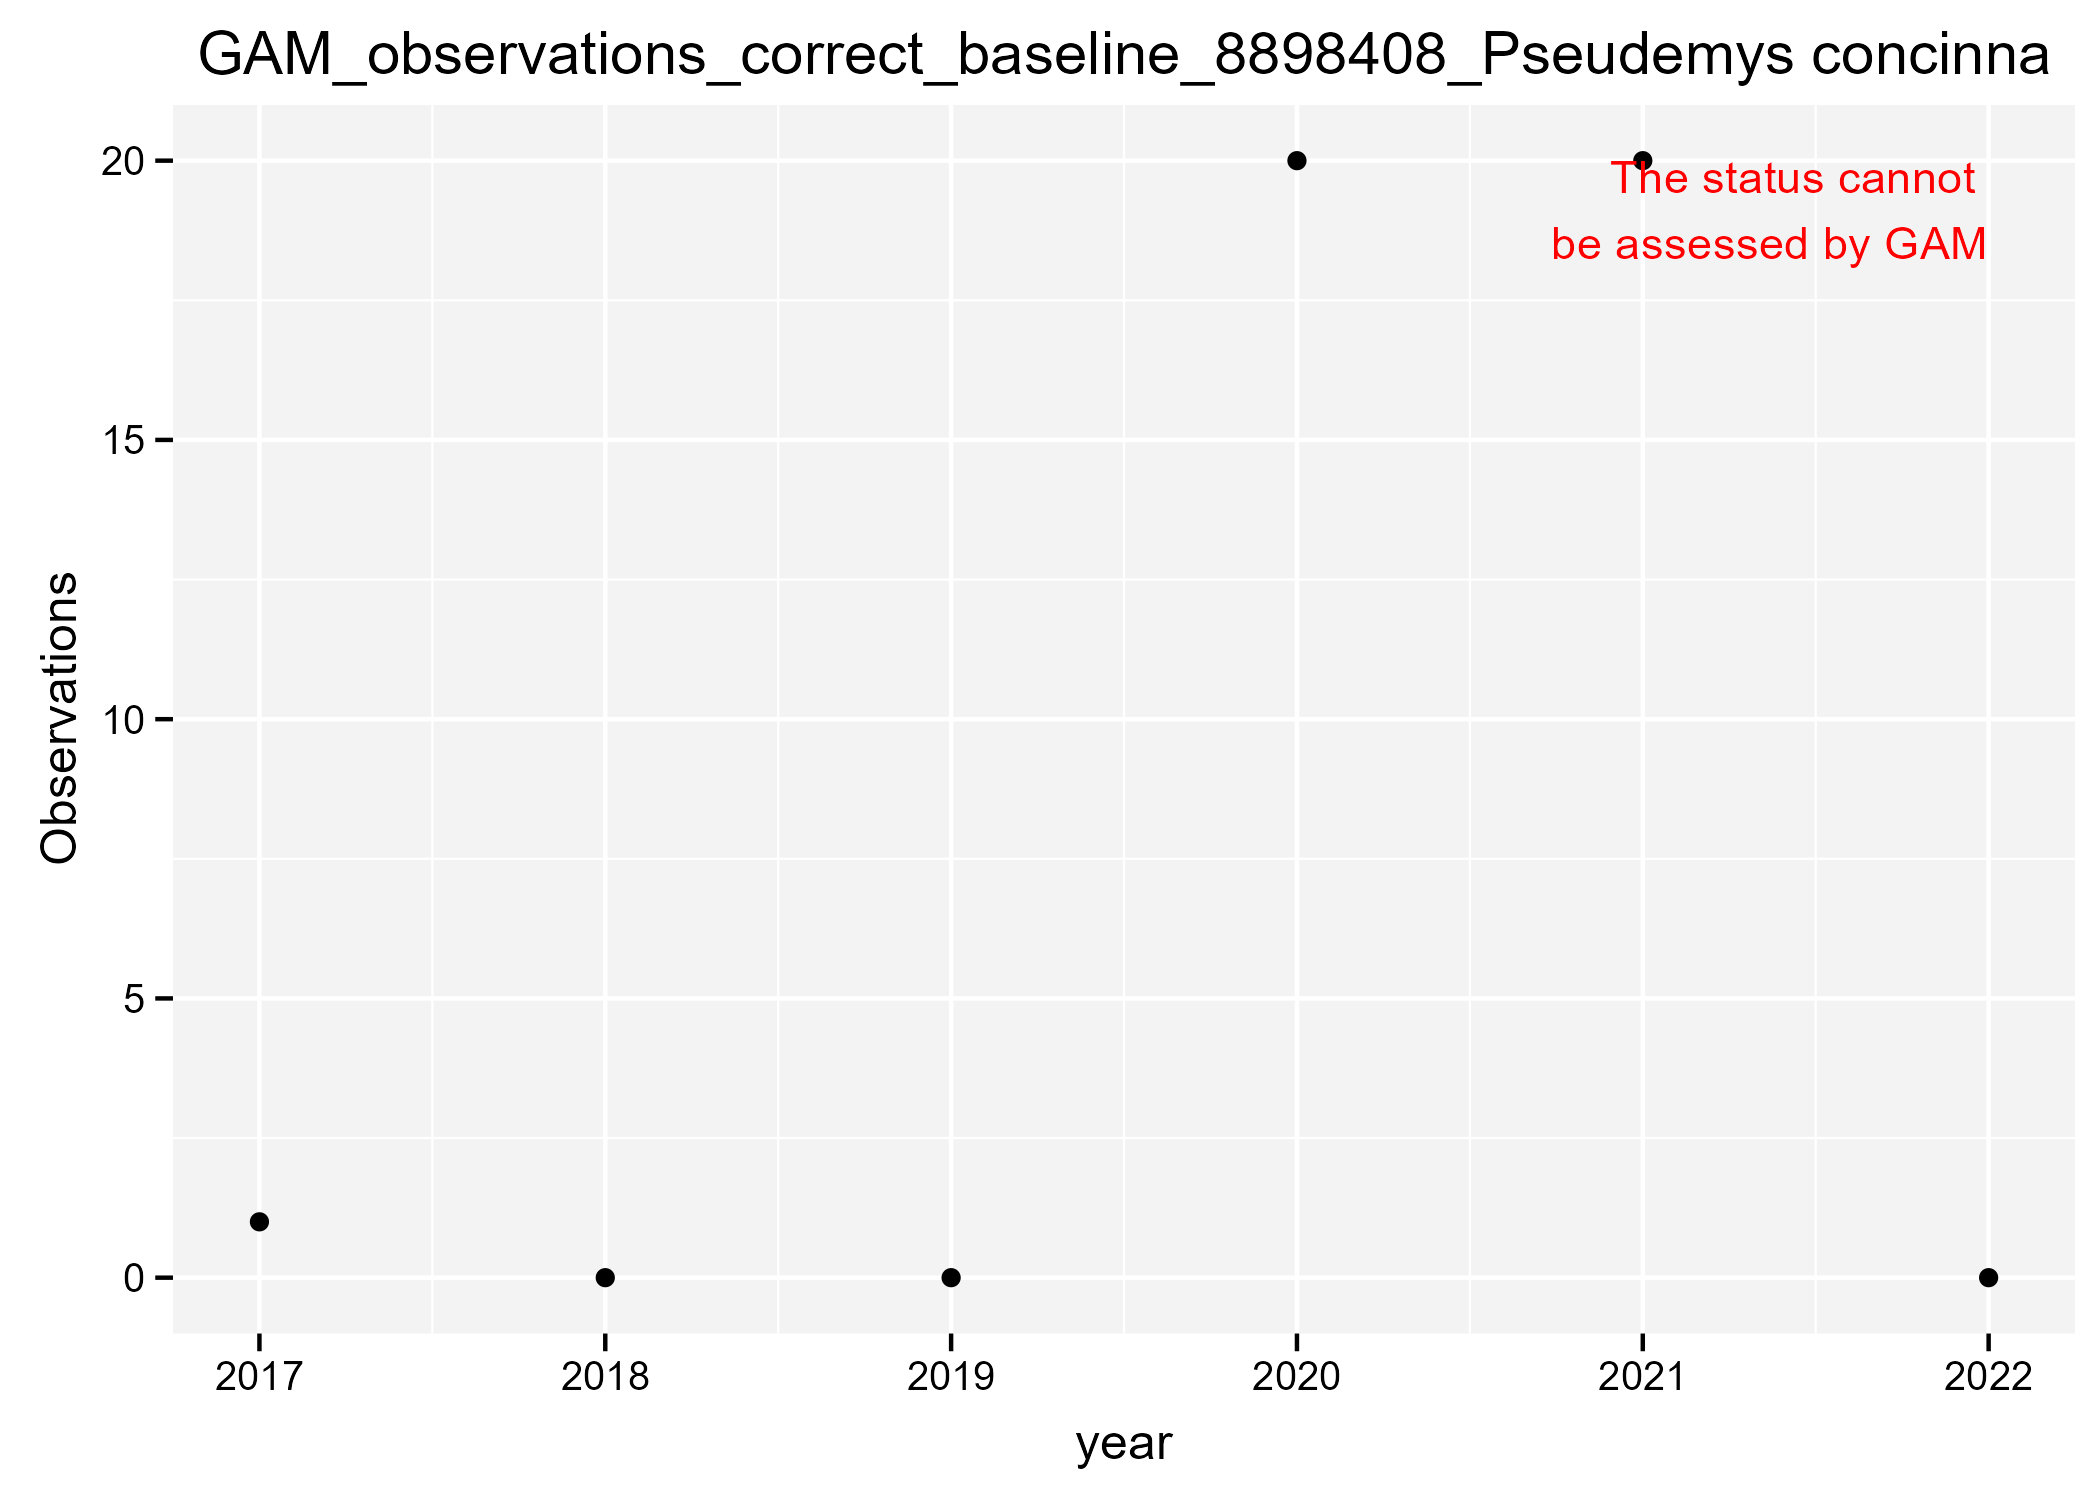 GAM_observations_correct_baseline_8898408_Pseudemys concinna
20
The status cannot
be assessed by GAM
15
Observations
10
5
0
2017 2018 2019 2020 2021 2022
year